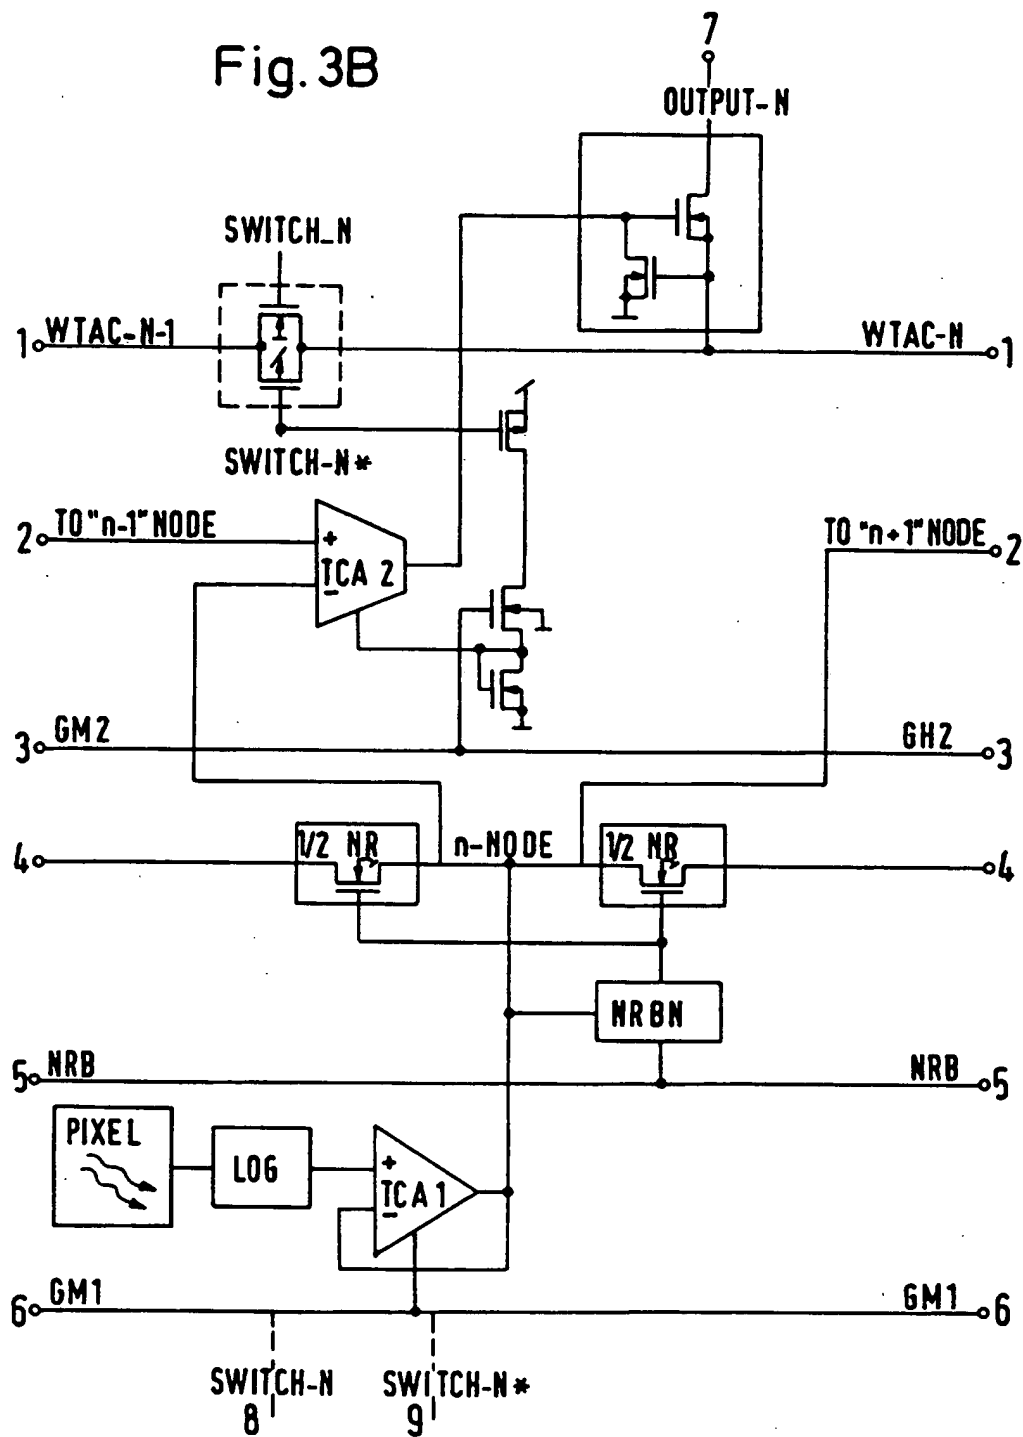 7
Fig. 3B
OUTPUT-N
SWITCH_N
1 WTAC-N-1
WTAC-N 1
SWITCH-N*
2 TO "n-1" NODE
TO "n+1" NODE 2
+
TCA 2
-
3 GM2
GH2 3
4
1/2 NR
n-NODE
1/2 NR
4
NRBN
5 NRB
NRB 5
PIXEL
LOG
+
TCA 1
-
6 GM1
GM1 6
SWITCH-N
SWITCH-N*
8
9